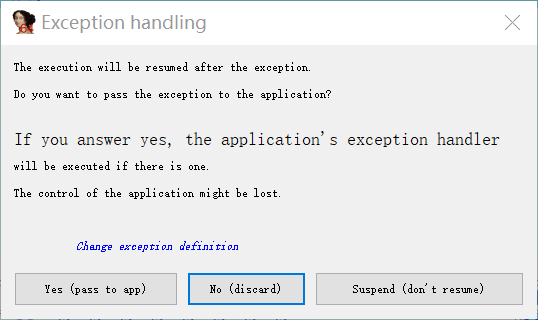 64
Exception handling
The execution will be resumed after the exception.
Do you want to pass the exception to the application?
If you answer yes, the application's exception handler
will be executed if there is one.
The control of the application might be lost.
Change exception definition
Yes (pass to app)
No (discard)
Suspend (don't resume)